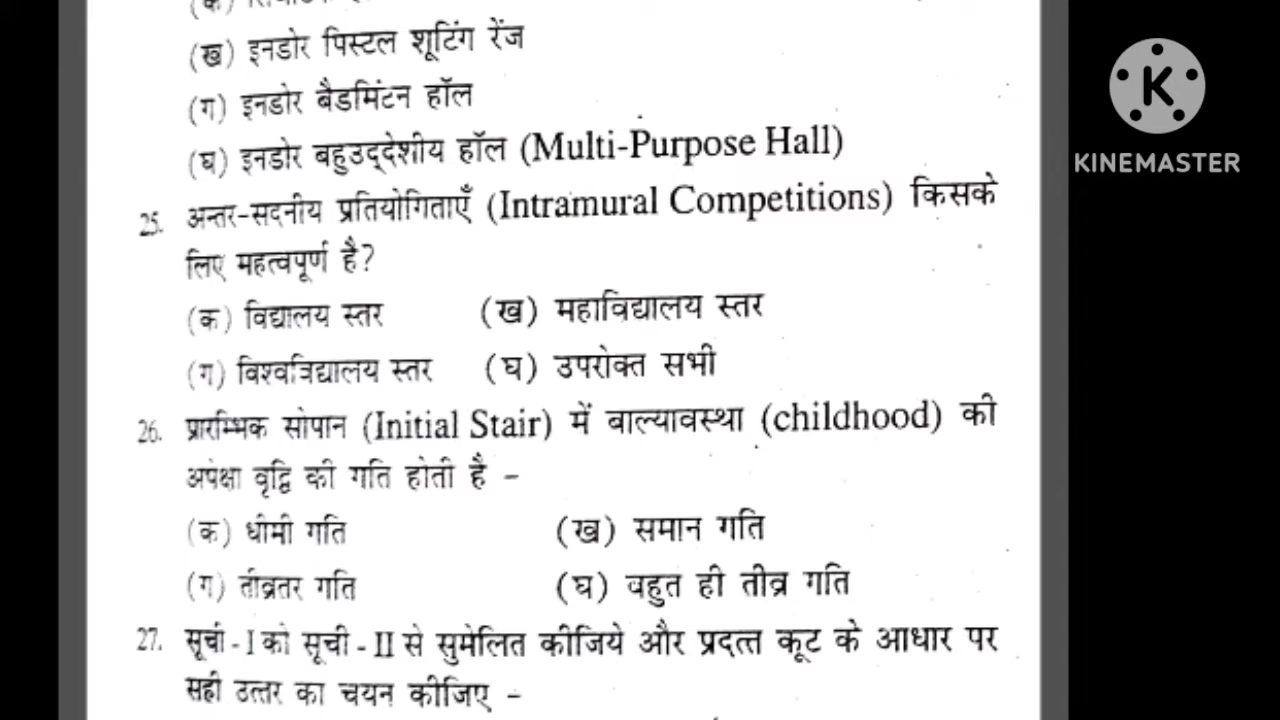 (ख) इनडोर पिस्टल शूटिंग रेंज
(ग) इनडोर बैडमिंटन हॉल
(घ) इनडोर बहुउद्देशीय हॉल (Multi-Purpose Hall)
25. अन्तर-सदनीय प्रतियोगिताएँ (Intramural Competitions) किसके
लिए महत्वपूर्ण है?
(क) विद्यालय स्तर (ख) महाविद्यालय स्तर
(ग) विश्वविद्यालय स्तर (घ) उपरोक्त सभी
26. प्रारम्भिक सोपान (Initial Stair) में बाल्यावस्था (childhood) की
अपेक्षा वृद्वि की गति होती है -
(क) धीमी गति (ख) समान गति
(ग) तीव्रतर गति (घ) बहुत ही तीव्र गति
27. सूची - I को सूची - II से सुमेलित कीजिये और प्रदत्त कूट के आधार पर
सही उत्तर का चयन कीजिए -
K
KINEMASTER